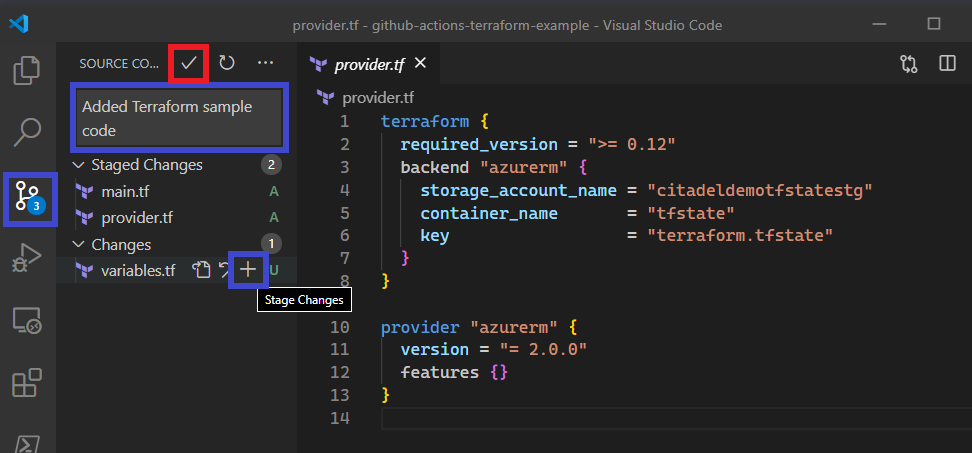 provider.tf - github-actions-terraform-example - Visual Studio Code
SOURCE CO...
Added Terraform sample
code
Staged Changes 2
main.tf A
provider.tf A
Changes 1
variables.tf U
Stage Changes
3
provider.tf
provider.tf
1 terraform {
2 required_version = ">= 0.12"
3 backend "azurerm" {
4 storage_account_name = "citadeldemotfstatestg"
5 container_name = "tfstate"
6 key = "terraform.tfstate"
7 }
8 }
10 provider "azurerm" {
11 version = "= 2.0.0"
12 features {}
13 }
14